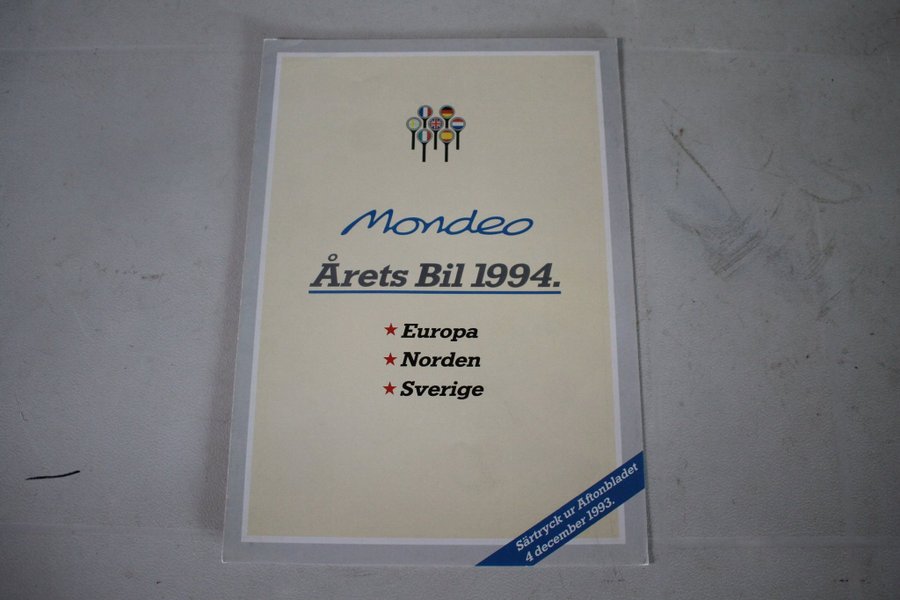 Mondeo
Årets Bil 1994.
Europa
Norden
Sverige
Särtryck ur Aftonbladet
4 december 1993.